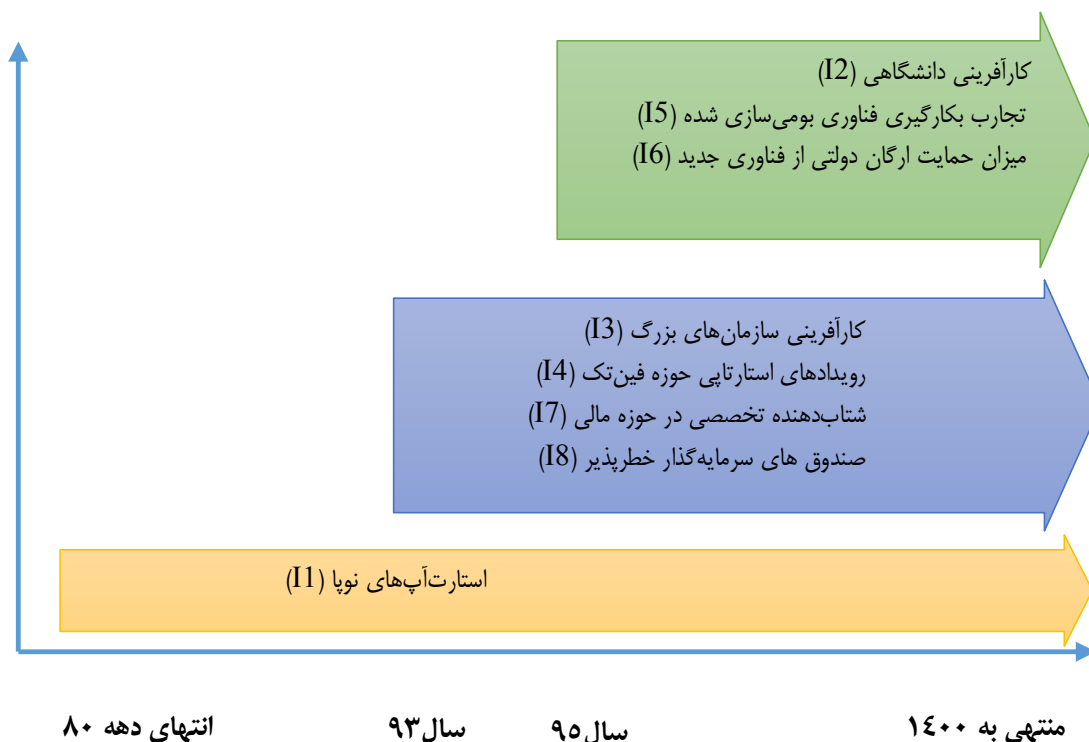 کارآفرینی دانشگاهی (I2)
تجارب بکارگیری فناوری بومی‌سازی شده (I5)
میزان حمایت ارگان دولتی از فناوری جدید (I6)
کارآفرینی سازمان‌های بزرگ (I3)
رویدادهای استارتاپی حوزه فین‌تک (I4)
شتاب‌دهنده تخصصی در حوزه مالی (I7)
صندوق های سرمایه‌گذار خطرپذیر (I8)
استارت‌آپ‌های نوپا (I1)
انتهای دهه ۸۰
سال۹۳
سال۹۵
منتهی به ۱۴۰۰